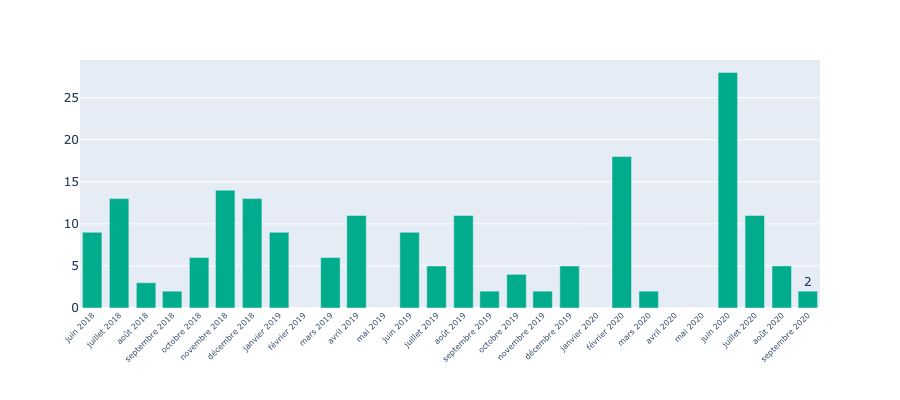 25
20
15
10
5
0
2
juin 2018
juillet 2018
août 2018
septembre 2018
octobre 2018
novembre 2018
décembre 2018
janvier 2019
février 2019
mars 2019
avril 2019
mai 2019
juin 2019
juillet 2019
août 2019
septembre 2019
octobre 2019
novembre 2019
décembre 2019
janvier 2020
février 2020
mars 2020
avril 2020
mai 2020
juin 2020
juillet 2020
août 2020
septembre 2020